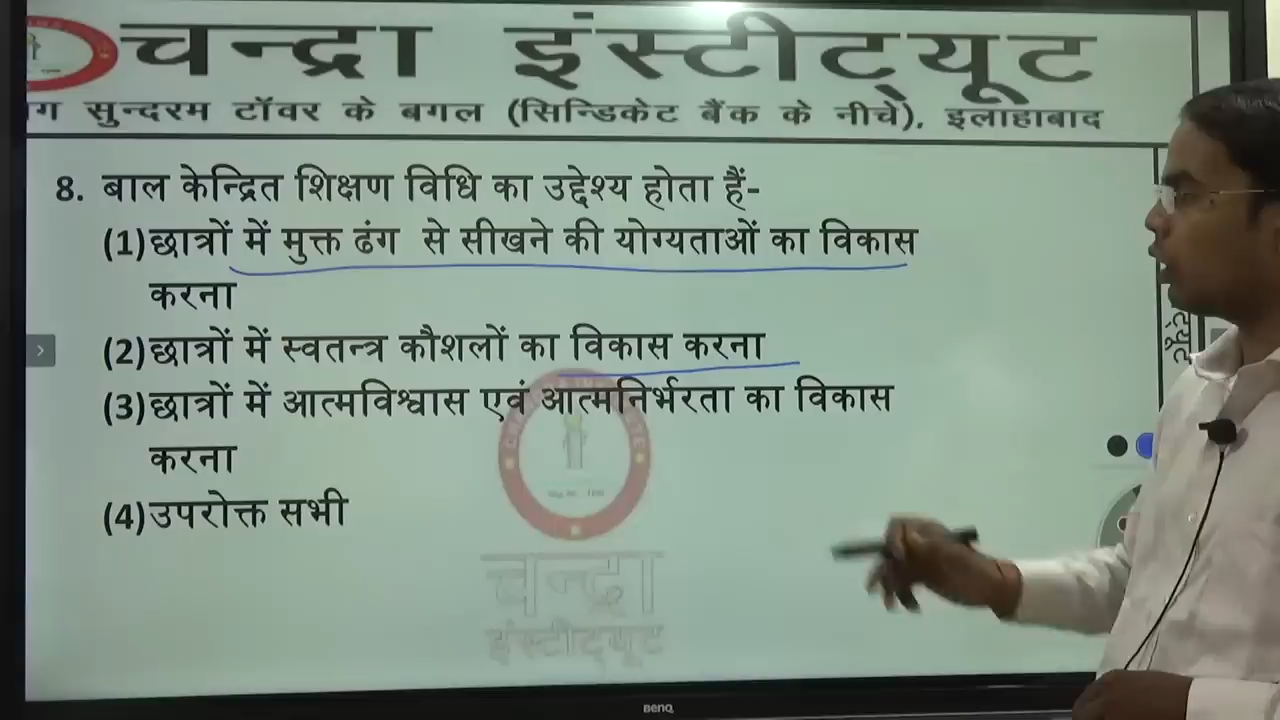 चन्द्रा इंस्टीट्यूट
सुन्दरम टॉवर के बगल (सिन्डिकेट बैंक के नीचे), इलाहाबाद
8. बाल केन्द्रित शिक्षण विधि का उद्देश्य होता हैं-
(1) छात्रों में मुक्त ढंग से सीखने की योग्यताओं का विकास
करना
(2) छात्रों में स्वतन्त्र कौशलों का विकास करना
(3) छात्रों में आत्मविश्वास एवं आत्मनिर्भरता का विकास
करना
(4) उपरोक्त सभी
चन्द्रा
इंस्टीट्यूट
BenQ